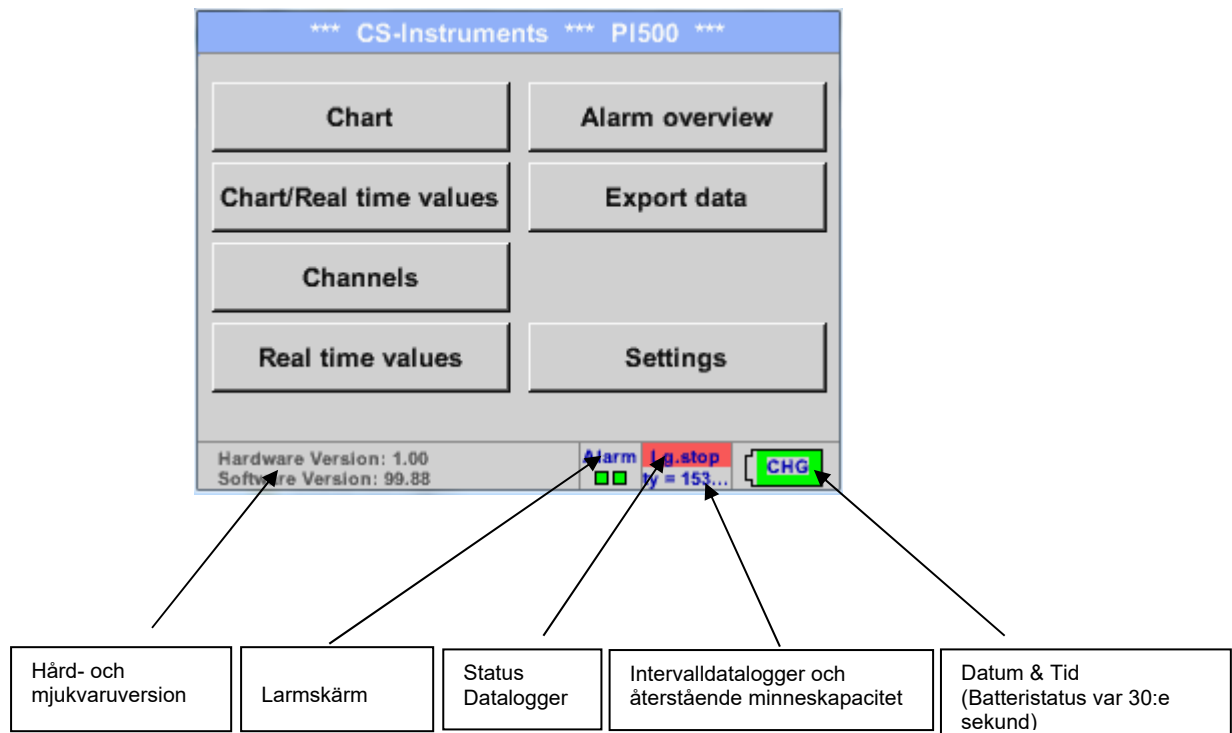 *** CS-Instruments *** PI500 ***
Chart
Alarm overview
Chart/Real time values
Export data
Channels
Real time values
Settings
Hardware Version: 1.00
Software Version: 99.88
Alarm
Lg.stop
ty = 153...
CHG
Hård- och
mjukvaruversion
Larmskärm
Status
Datalogger
Intervalldatalogger och
återstående minneskapacitet
Datum & Tid
(Batteristatus var 30:e
sekund)